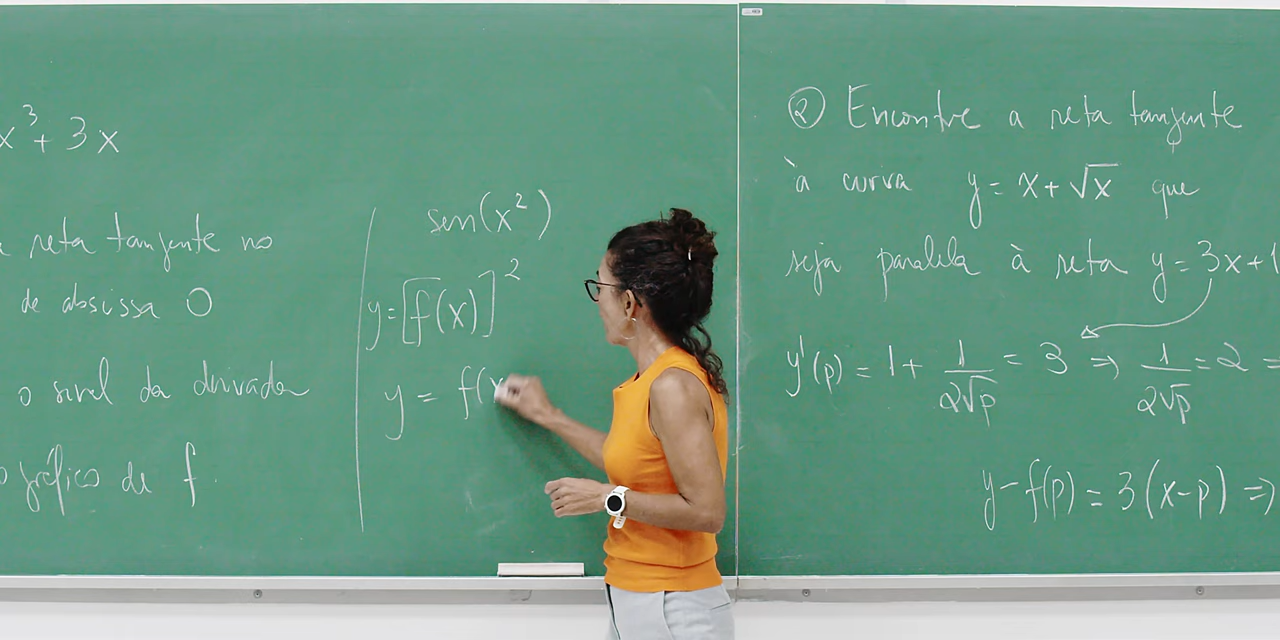 x³ + 3x
reta tangente no
de abscissa 0
o sinal da derivada
gráfico de f.
sen(x²)
y = [f(x)]²
y = f(x
② Encontre a reta tangente
à curva y = x + √x que
seja paralela à reta y = 3x + 1
y'(p) = 1 + 1/2√p = 3 ⇒ 1/2√p = 2 =
y - f(p) = 3(x-p) ⇒